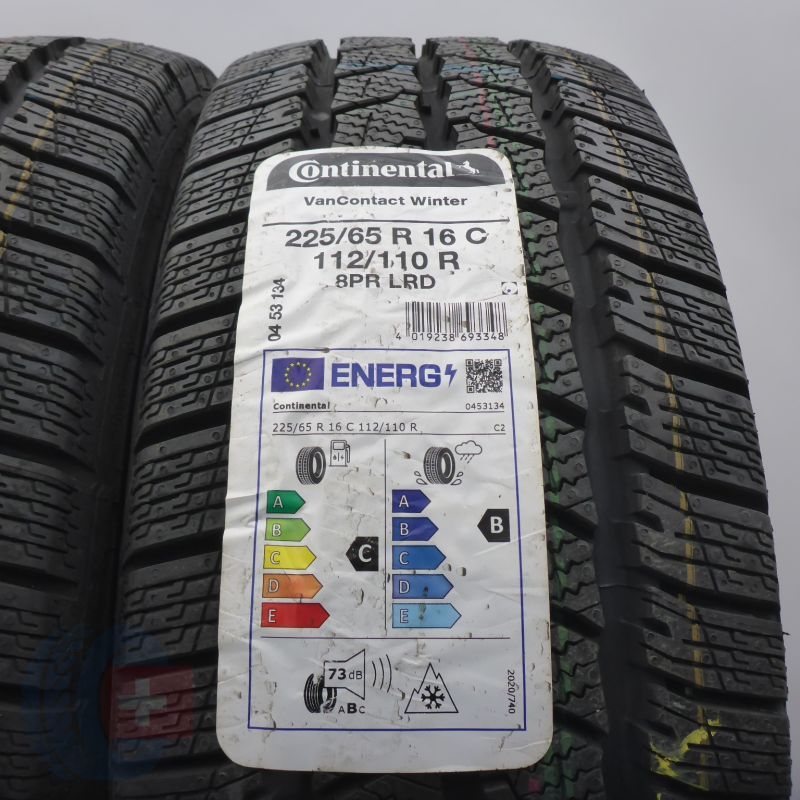 Continental
VanContact Winter
225/65 R 16 C
112/110 R
8PR LRD
04 53 134
4 019238 693348
ENERG
Continental 0453134
225/65 R 16 C 112/110 R C2
A A
B B B
C C C
D D
E E
73 dB
ABC
2020/740